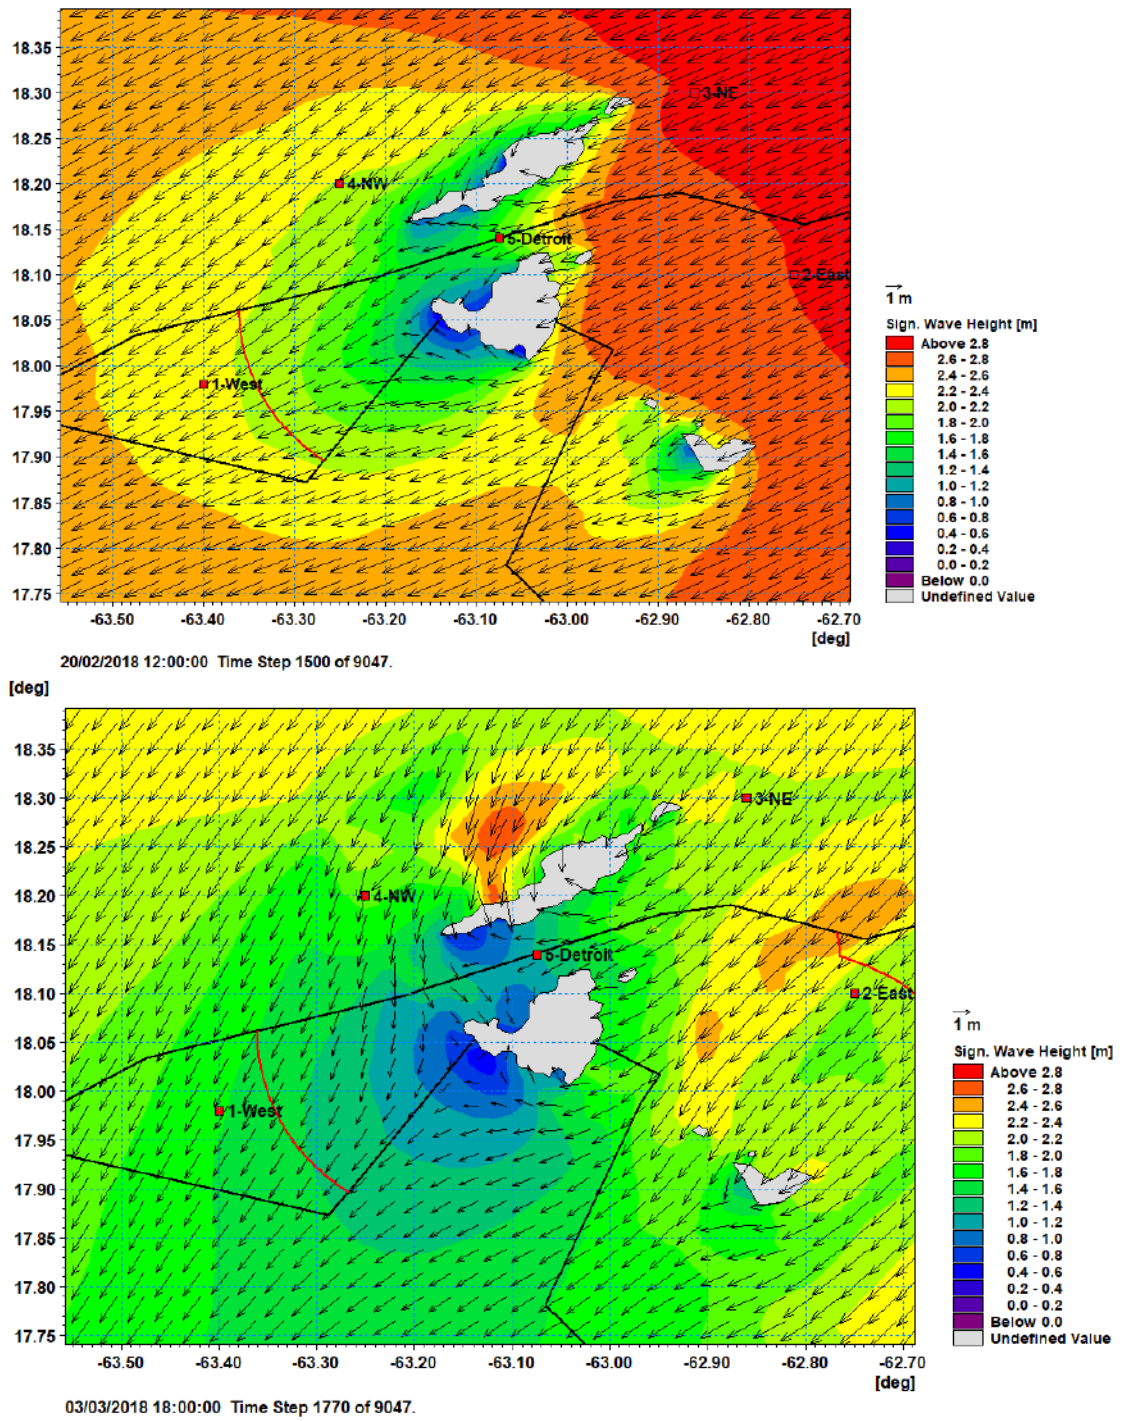 18.35
18.30
18.25
18.20
18.15
18.10
18.05
18.00
17.95
17.90
17.85
17.80
17.75
3-NE
4-NW
5-Detroit
2-East
1-West
-63.50 -63.40 -63.30 -63.20 -63.10 -63.00 -62.90 -62.80 -62.70
[deg]
1 m
Sign. Wave Height [m]
Above 2.8
2.6 - 2.8
2.4 - 2.6
2.2 - 2.4
2.0 - 2.2
1.8 - 2.0
1.6 - 1.8
1.4 - 1.6
1.2 - 1.4
1.0 - 1.2
0.8 - 1.0
0.6 - 0.8
0.4 - 0.6
0.2 - 0.4
0.0 - 0.2
Below 0.0
Undefined Value
20/02/2018 12:00:00 Time Step 1500 of 9047.
[deg]
18.35
18.30
18.25
18.20
18.15
18.10
18.05
18.00
17.95
17.90
17.85
17.80
17.75
3-NE
4-NW
5-Detroit
2-East
1-West
-63.50 -63.40 -63.30 -63.20 -63.10 -63.00 -62.90 -62.80 -62.70
[deg]
1 m
Sign. Wave Height [m]
Above 2.8
2.6 - 2.8
2.4 - 2.6
2.2 - 2.4
2.0 - 2.2
1.8 - 2.0
1.6 - 1.8
1.4 - 1.6
1.2 - 1.4
1.0 - 1.2
0.8 - 1.0
0.6 - 0.8
0.4 - 0.6
0.2 - 0.4
0.0 - 0.2
Below 0.0
Undefined Value
03/03/2018 18:00:00 Time Step 1770 of 9047.